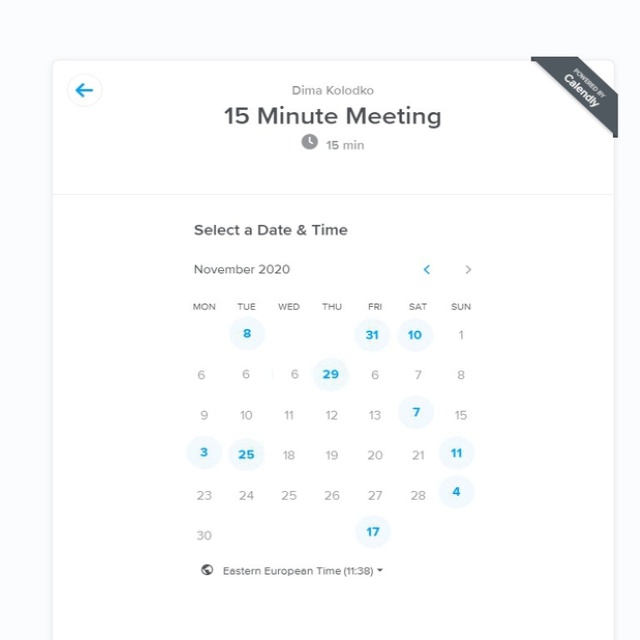 POWERED BY
Calendly
Dima Kolodko
15 Minute Meeting
15 min
Select a Date & Time
November 2020
MON TUE WED THU FRI SAT SUN
8 31 10 1
6 6 6 29 6 7 8
9 10 11 12 13 7 15
3 25 18 19 20 21 11
23 24 25 26 27 28 4
30 17
Eastern European Time (11:38)